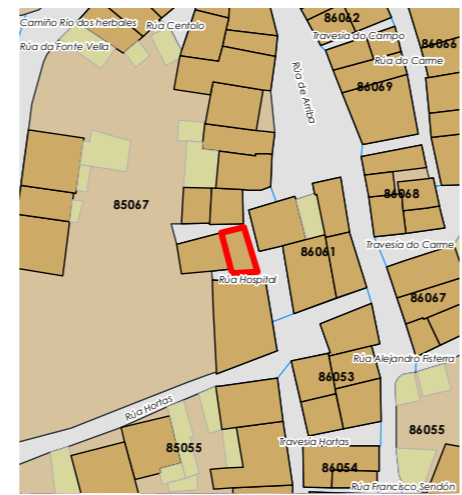 86062
Camiño Río dos herbales
Rúa Centolo
Travesía do Campo
Rúa da Fonte Vella
86066
Rúa do Carme
Rúa de Arriba
86069
85067
86068
Travesía do Carme
86061
Rúa Hospital
86067
Rúa Alejandro Fisterra
86053
Rúa Hortas
86055
Travesía Hortas
85055
86054
Rúa Francisco Sendón